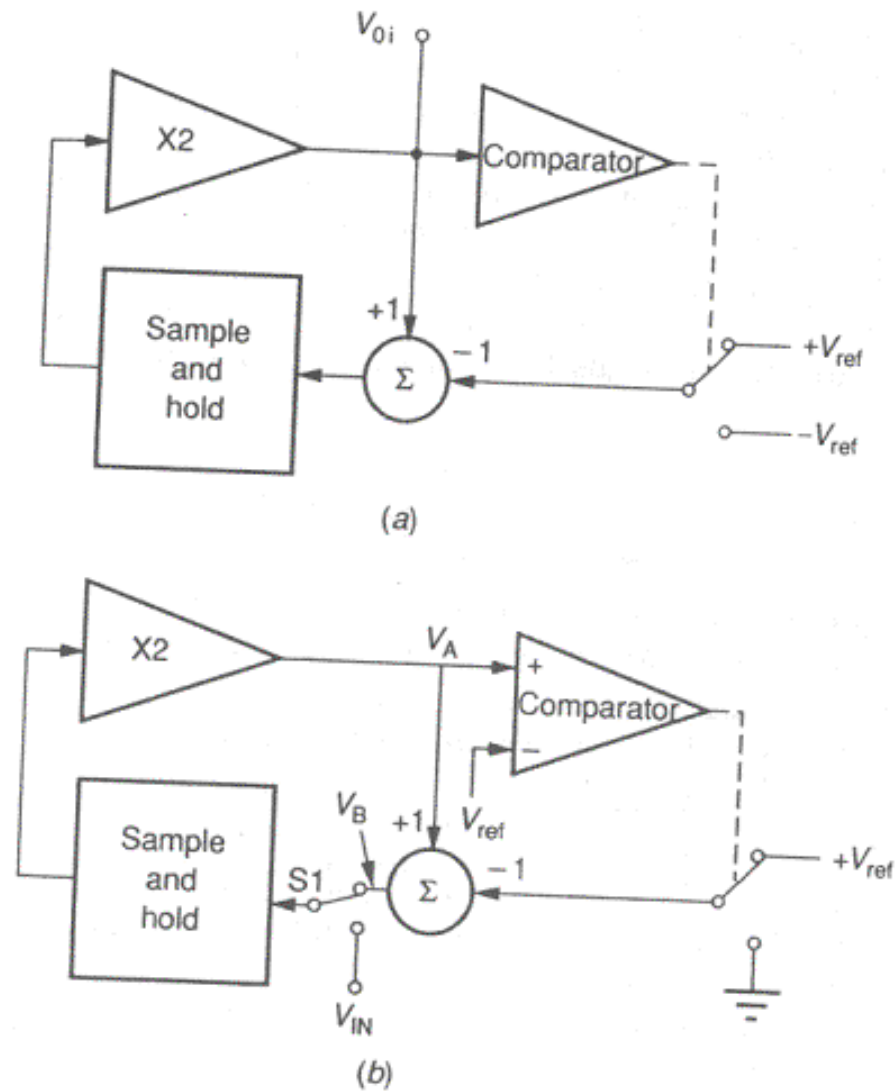 V0i
X2
Comparator
+1
−1
Σ
Sample
and
hold
+Vref
−Vref
(a)
X2
VA
+
Comparator
−
VB
Vref
+1
−1
Σ
S1
Sample
and
hold
+Vref
VIN
(b)